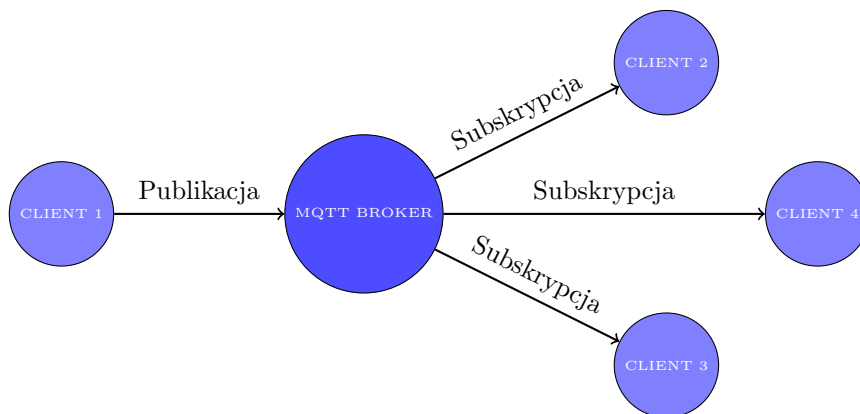 CLIENT 2
Subskrypcja
Publikacja
Subskrypcja
CLIENT 1
MQTT BROKER
CLIENT 4
Subskrypcja
CLIENT 3